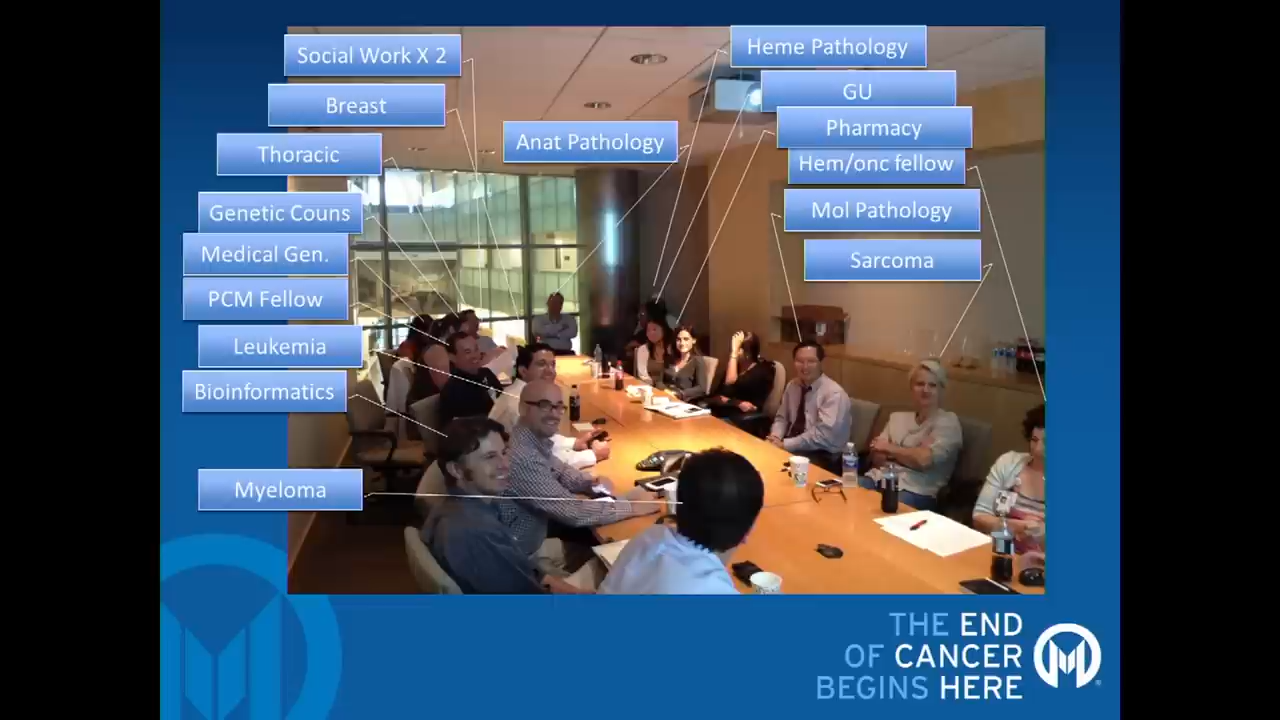 Social Work X 2
Breast
Thoracic
Genetic Couns
Medical Gen.
PCM Fellow
Leukemia
Bioinformatics
Myeloma
Anat Pathology
Heme Pathology
GU
Pharmacy
Hem/onc fellow
Mol Pathology
Sarcoma
THE END
OF CANCER
BEGINS HERE